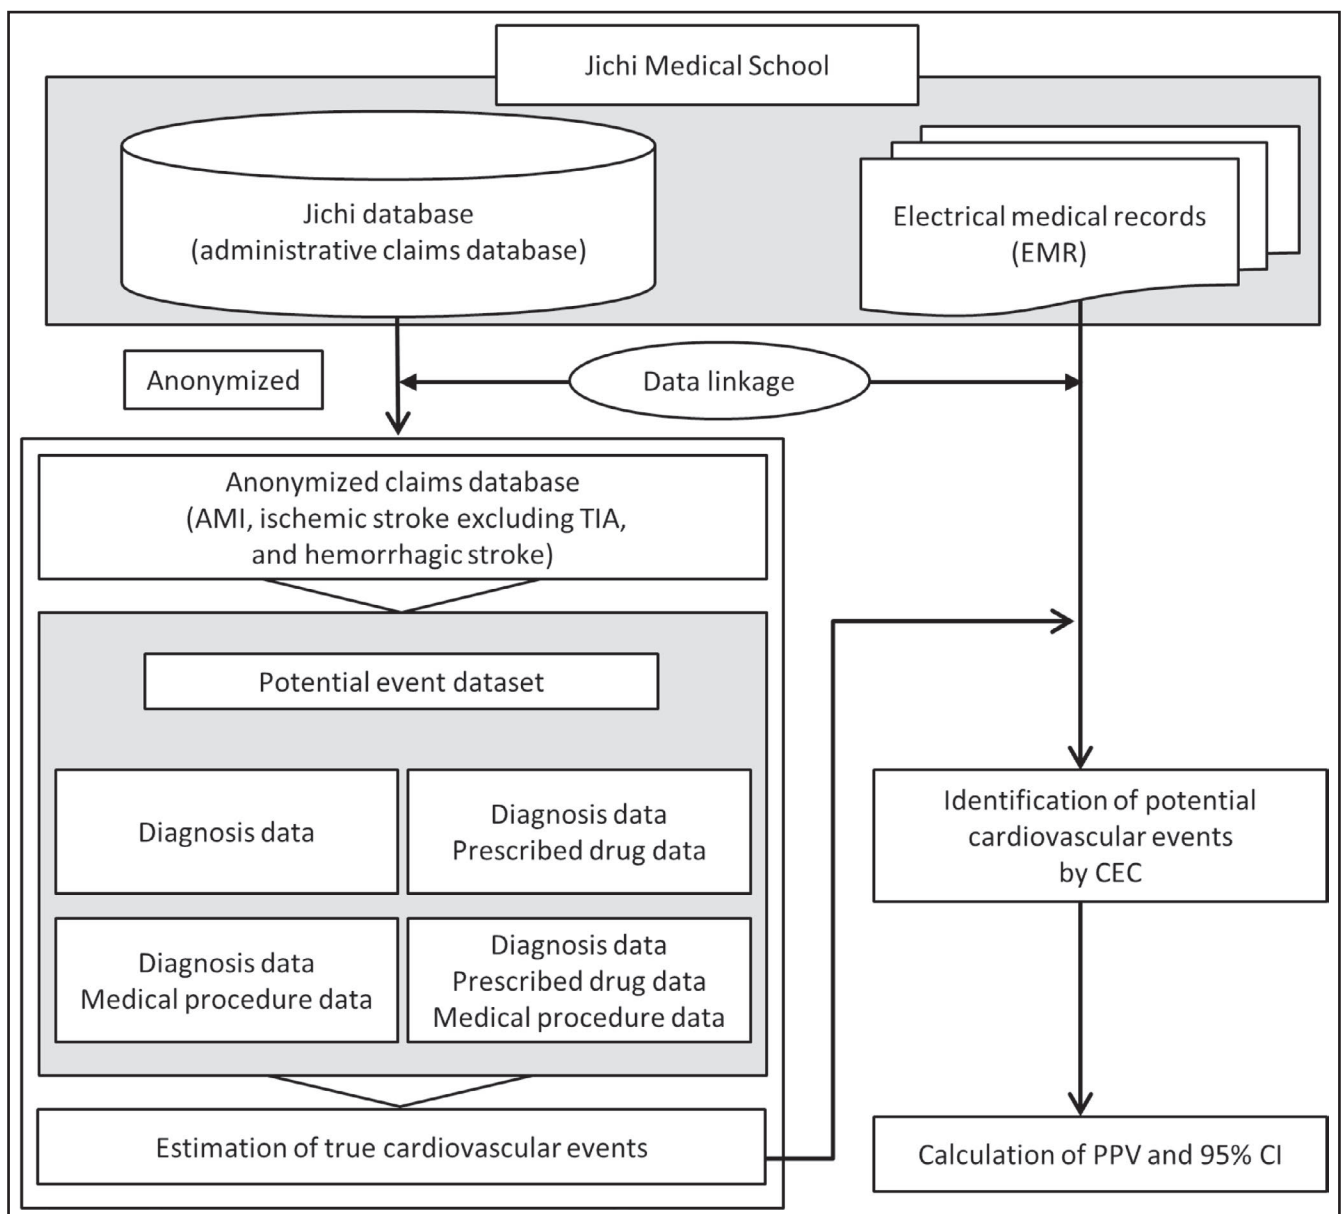 Jichi Medical School
Jichi database
(administrative claims database)
Electrical medical records
(EMR)
Anonymized
Data linkage
Anonymized claims database
(AMI, ischemic stroke excluding TIA,
and hemorrhagic stroke)
Potential event dataset
Diagnosis data
Diagnosis data
Prescribed drug data
Diagnosis data
Medical procedure data
Diagnosis data
Prescribed drug data
Medical procedure data
Estimation of true cardiovascular events
Identification of potential
cardiovascular events
by CEC
Calculation of PPV and 95% CI